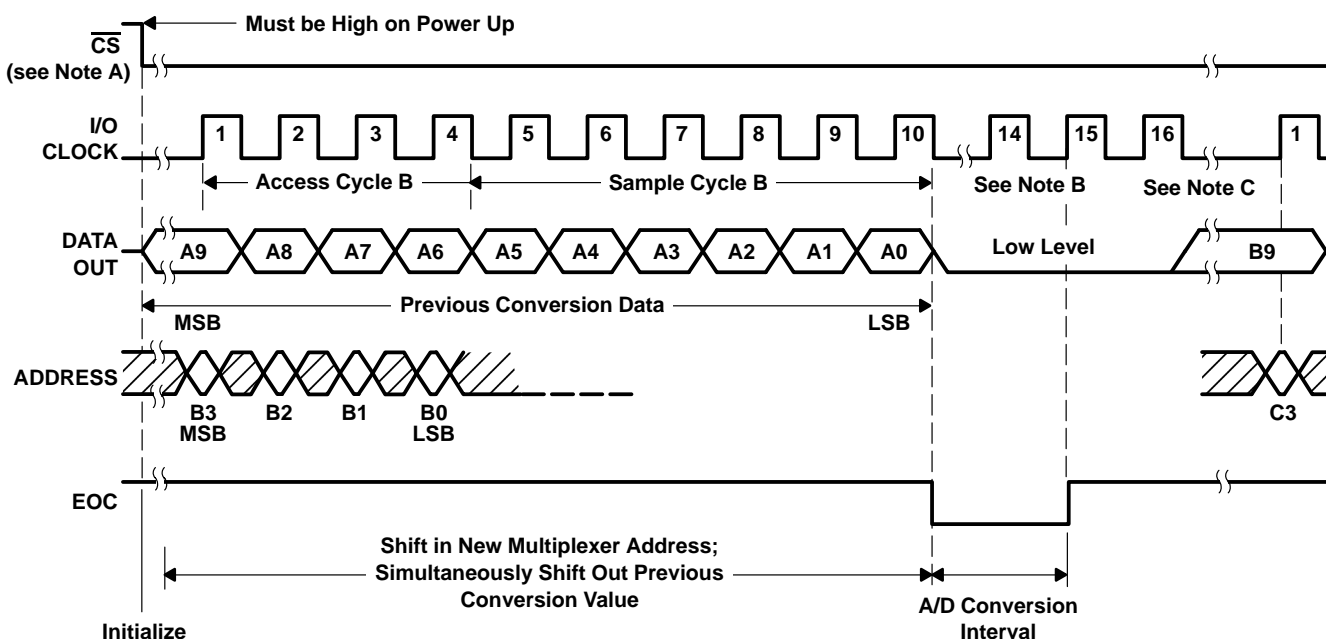 Must be High on Power Up
CS
(see Note A)
I/O
CLOCK
1 2 3 4 5 6 7 8 9 10 14 15 16 1
Access Cycle B
Sample Cycle B
See Note B
See Note C
DATA
OUT
A9 A8 A7 A6 A5 A4 A3 A2 A1 A0
Low Level
B9
Previous Conversion Data
MSB
LSB
ADDRESS
B3 B2 B1 B0
MSB
LSB
C3
EOC
Shift in New Multiplexer Address;
Simultaneously Shift Out Previous
Conversion Value
A/D Conversion
Interval
Initialize